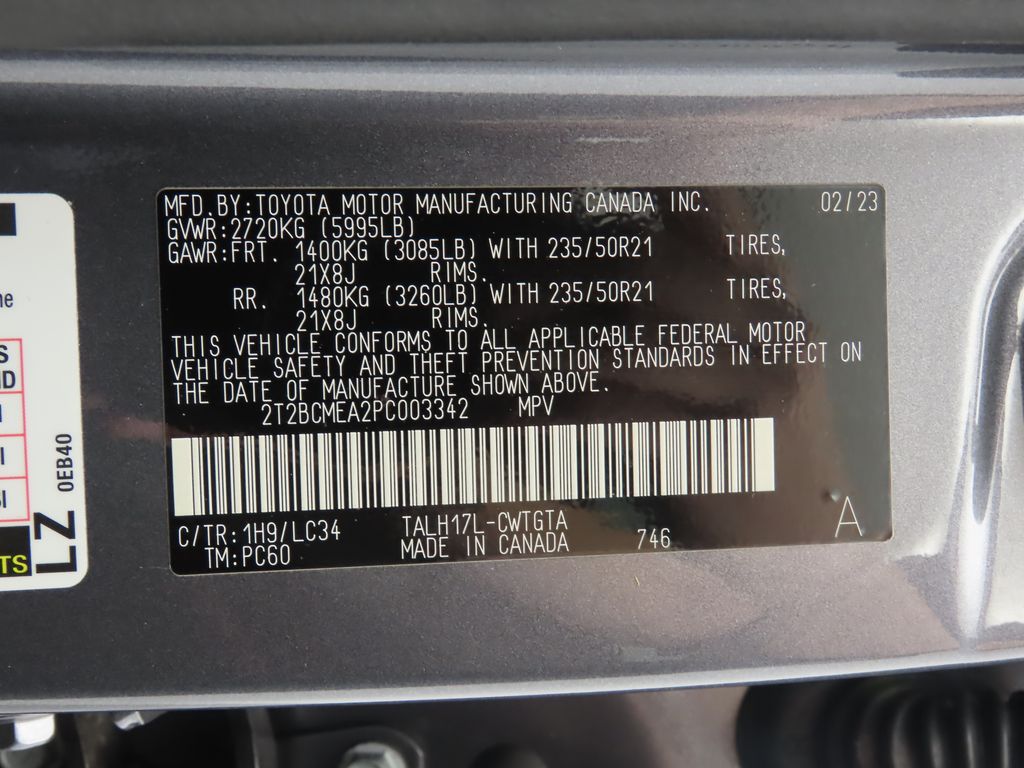 MFD.BY:TOYOTA MOTOR MANUFACTURING CANADA INC. 02/23
GVWR:2720KG (5995LB)
GAWR:FRT. 1400KG (3085LB) WITH 235/50R21 TIRES,
21X8J RIMS.
RR. 1480KG (3260LB) WITH 235/50R21 TIRES,
21X8J RIMS.
THIS VEHICLE CONFORMS TO ALL APPLICABLE FEDERAL MOTOR
VEHICLE SAFETY AND THEFT PREVENTION STANDARDS IN EFFECT ON
THE DATE OF MANUFACTURE SHOWN ABOVE.
2T2BCMEA2PC003342 MPV
C/TR:1H9/LC34 TALH17L-CWTGTA
TM:PC60 MADE IN CANADA 746 A
0EB40
LZ